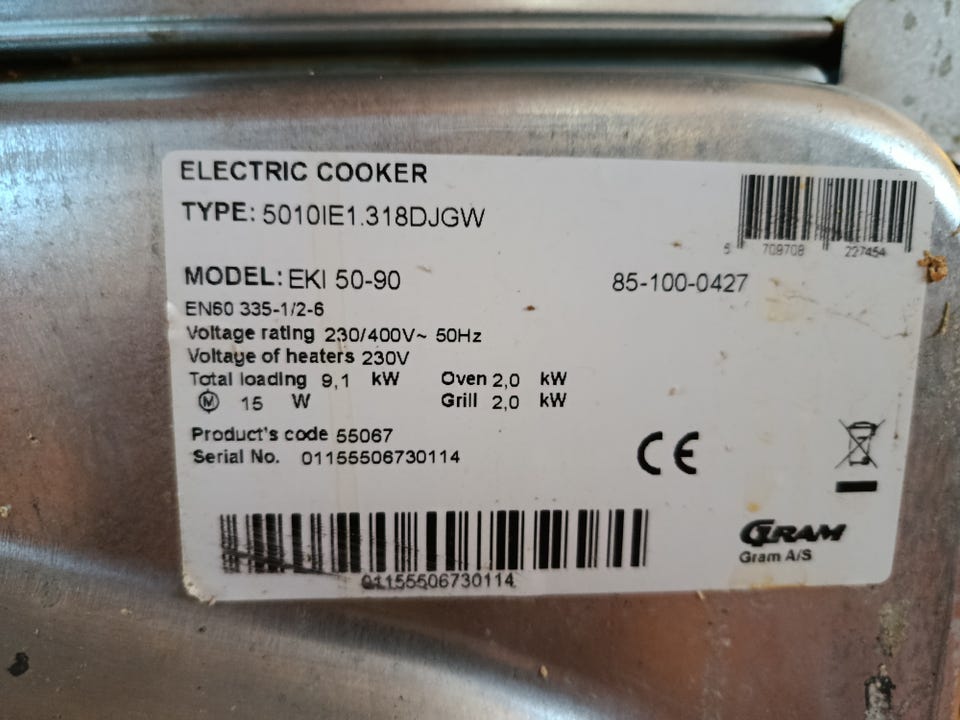 ELECTRIC COOKER
TYPE: 5010IE1.318DJGW
5 709708 227454
MODEL: EKI 50-90
85-100-0427
EN60 335-1/2-6
Voltage rating 230/400V~ 50Hz
Voltage of heaters 230V
Total loading 9,1 kW Oven 2,0 kW
M 15 W Grill 2,0 kW
Product's code 55067
Serial No. 01155506730114
CE
01155506730114
GRAM
Gram A/S